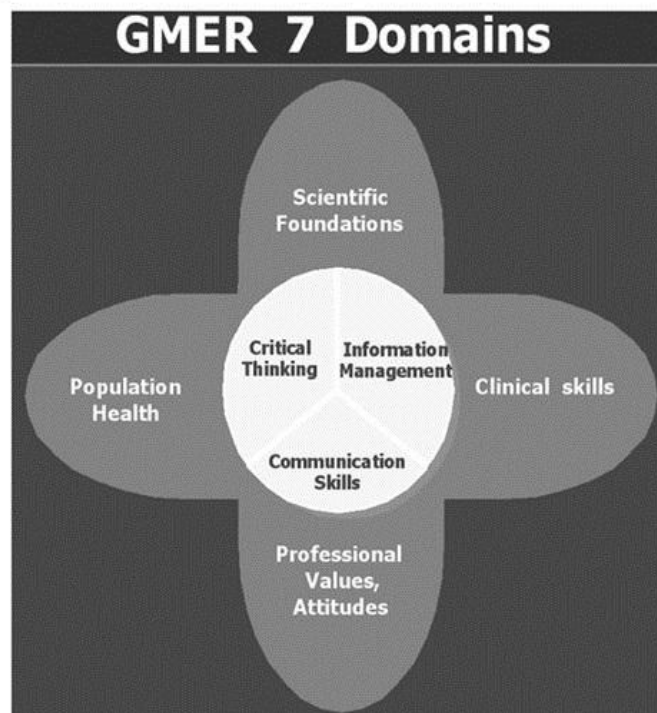 GMER 7 Domains
Scientific
Foundations
Critical
Thinking
Information
Management
Population
Health
Clinical skills
Communication
Skills
Professional
Values,
Attitudes